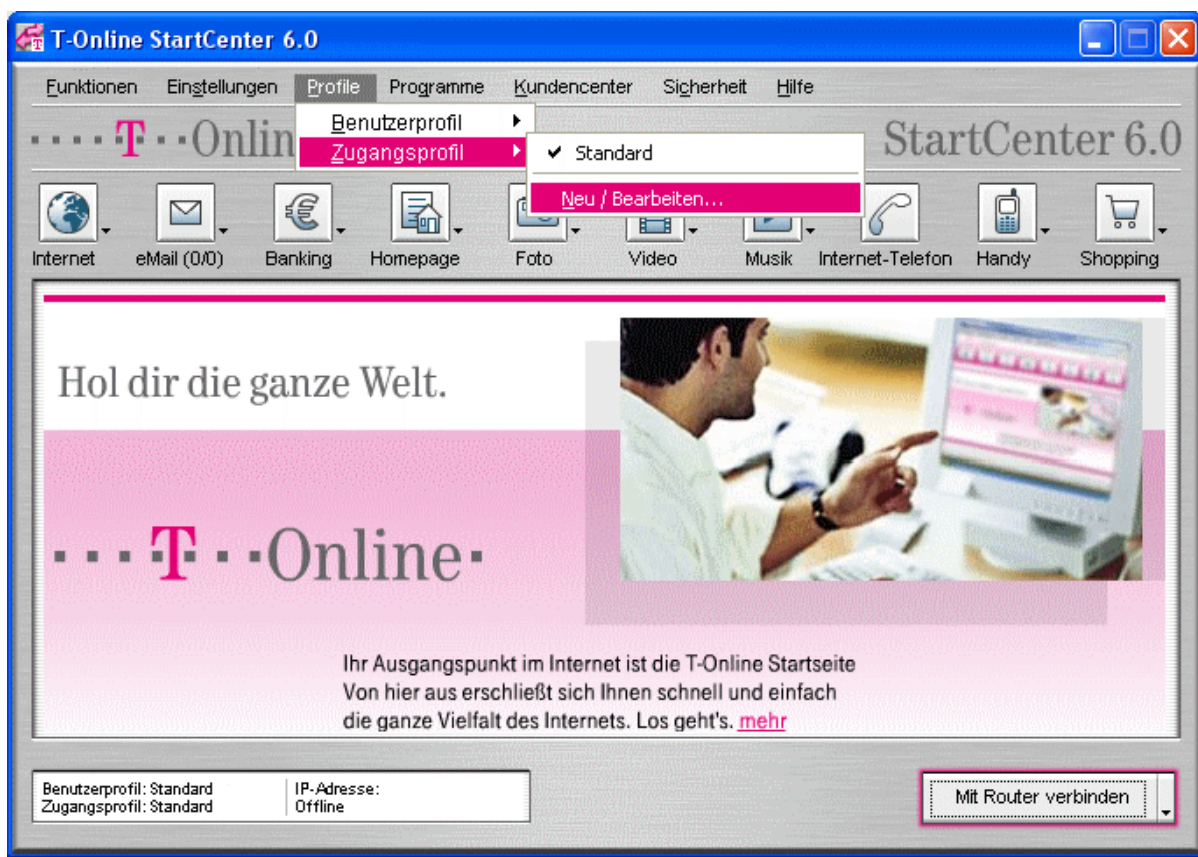 T-Online StartCenter 6.0
Funktionen Einstellungen Profile Programme Kundencenter Sicherheit Hilfe
Benutzerprofil
Zugangsprofil
Standard
Neu / Bearbeiten...
T Onlin
StartCenter 6.0
Internet eMail (0/0) Banking Homepage Foto Video Musik Internet-Telefon Handy Shopping
Hol dir die ganze Welt.
T Online
Ihr Ausgangspunkt im Internet ist die T-Online Startseite
Von hier aus erschließt sich Ihnen schnell und einfach
die ganze Vielfalt des Internets. Los geht's. mehr
Benutzerprofil: Standard
Zugangsprofil: Standard
IP-Adresse:
Offline
Mit Router verbinden